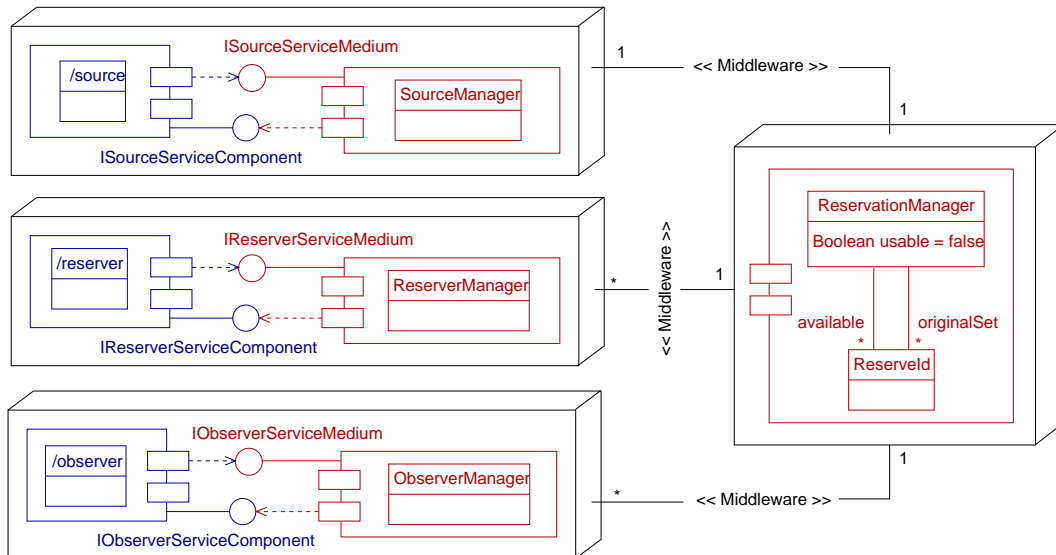 ISourceServiceMedium
/source
SourceManager
ISourceServiceComponent
1
<< Middleware >>
1
IReserverServiceMedium
/reserver
ReserverManager
IReserverServiceComponent
*
<< Middleware >>
1
ReservationManager
Boolean usable = false
available
originalSet
*
*
ReserveId
IObserverServiceMedium
/observer
ObserverManager
IObserverServiceComponent
*
<< Middleware >>
1